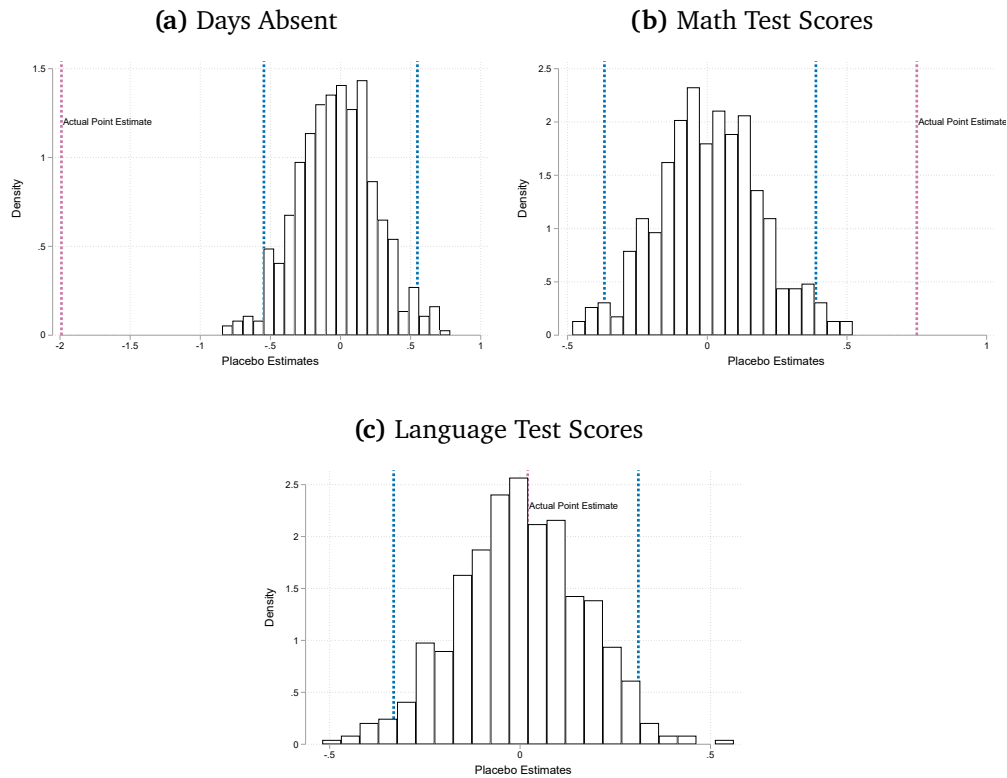 (a) Days Absent
1.5
1
.5
0
Density
Actual Point Estimate
-2
-1.5
-1
-.5
0
.5
1
Placebo Estimates
(b) Math Test Scores
2.5
2
1.5
1
.5
0
Density
Actual Point Estimate
-.5
0
.5
1
Placebo Estimates
(c) Language Test Scores
2.5
2
1.5
1
.5
0
Density
Actual Point Estimate
-.5
0
.5
Placebo Estimates